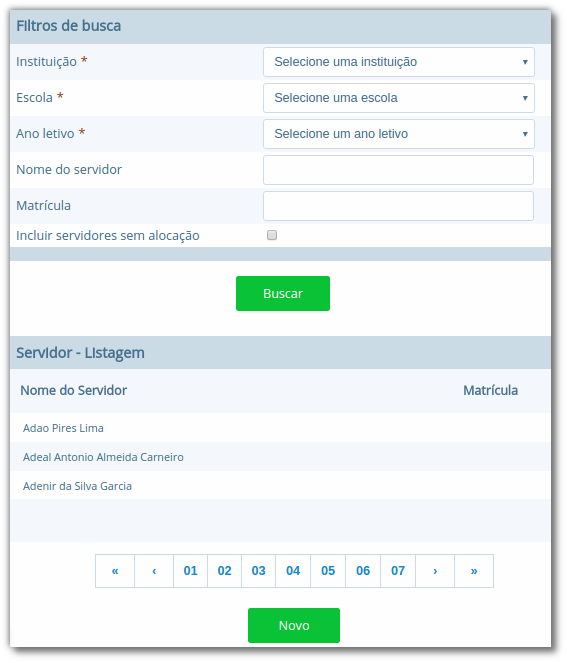 Filtros de busca
Instituição * Selecione uma instituição
Escola * Selecione uma escola
Ano letivo * Selecione um ano letivo
Nome do servidor
Matrícula
Incluir servidores sem alocação
Buscar
Servidor - Listagem
Nome do Servidor Matrícula
Adao Pires Lima
Adeal Antonio Almeida Carneiro
Adenir da Silva Garcia
« ‹ 01 02 03 04 05 06 07 › »
Novo